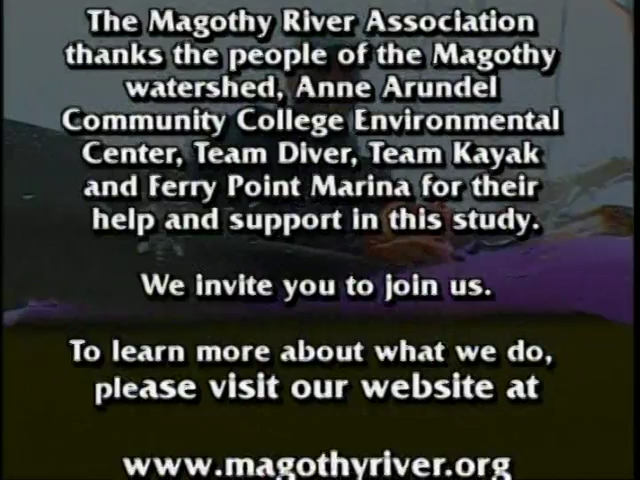 The Magothy River Association
thanks the people of the Magothy
watershed, Anne Arundel
Community College Environmental
Center, Team Diver, Team Kayak
and Ferry Point Marina for their
help and support in this study.
We invite you to join us.
To learn more about what we do,
please visit our website at
www.magothyriver.org